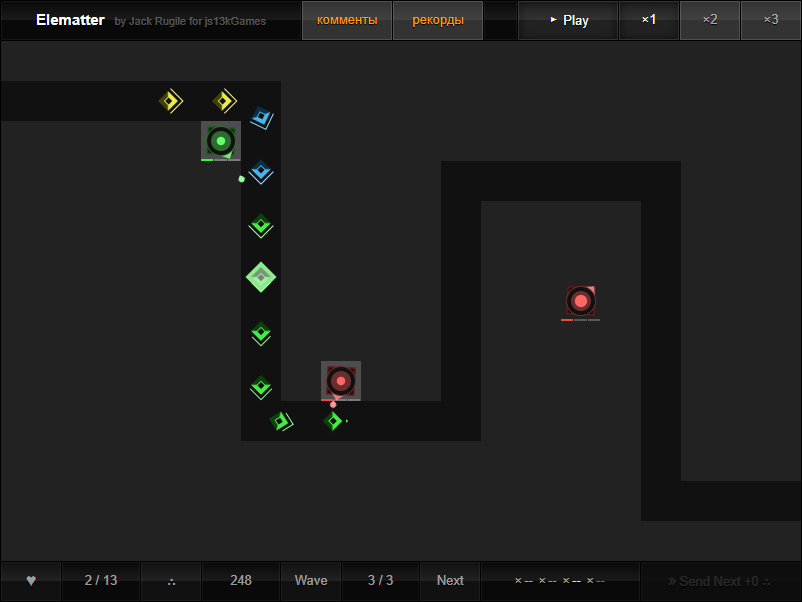 Elematter by Jack Rugile for js13kGames комменты рекорды ► Play ×1 ×2 ×3
♥ 2 / 13 ∴ 248 Wave 3 / 3 Next ×-- ×-- ×-- ×-- » Send Next +0 ∴